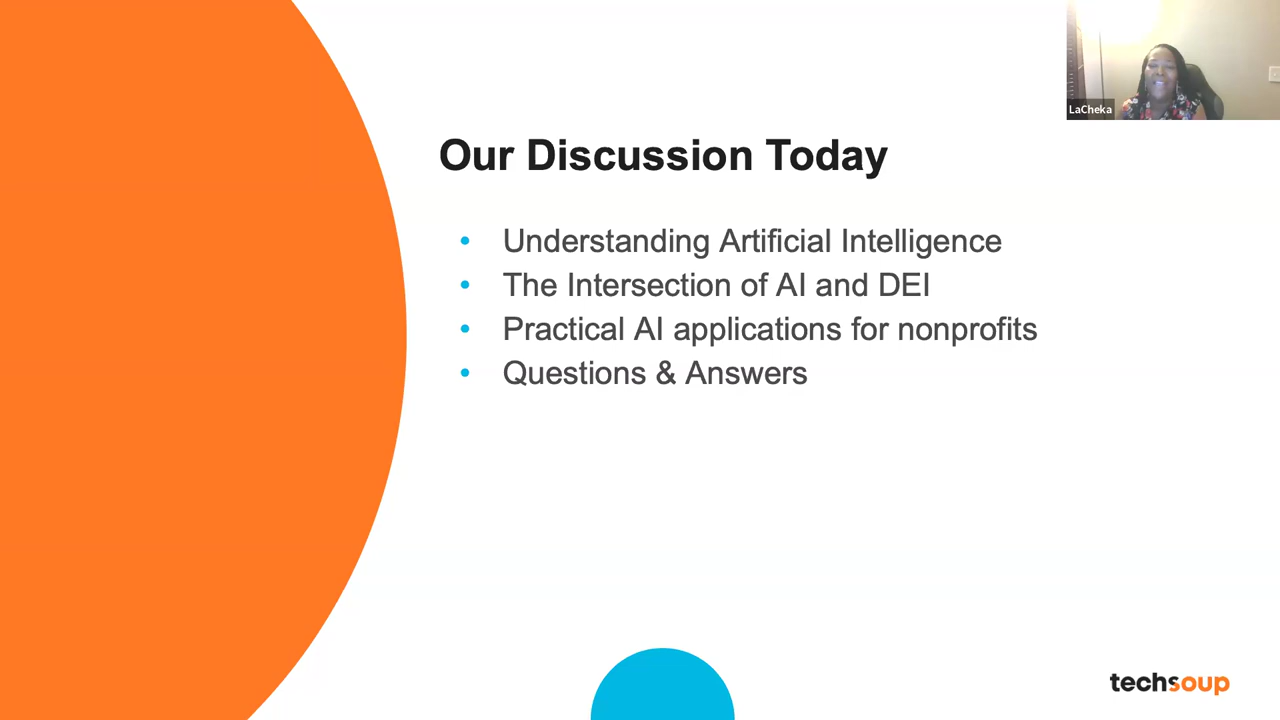 LaCheka
Our Discussion Today
• Understanding Artificial Intelligence
• The Intersection of AI and DEI
• Practical AI applications for nonprofits
• Questions & Answers
techsoup